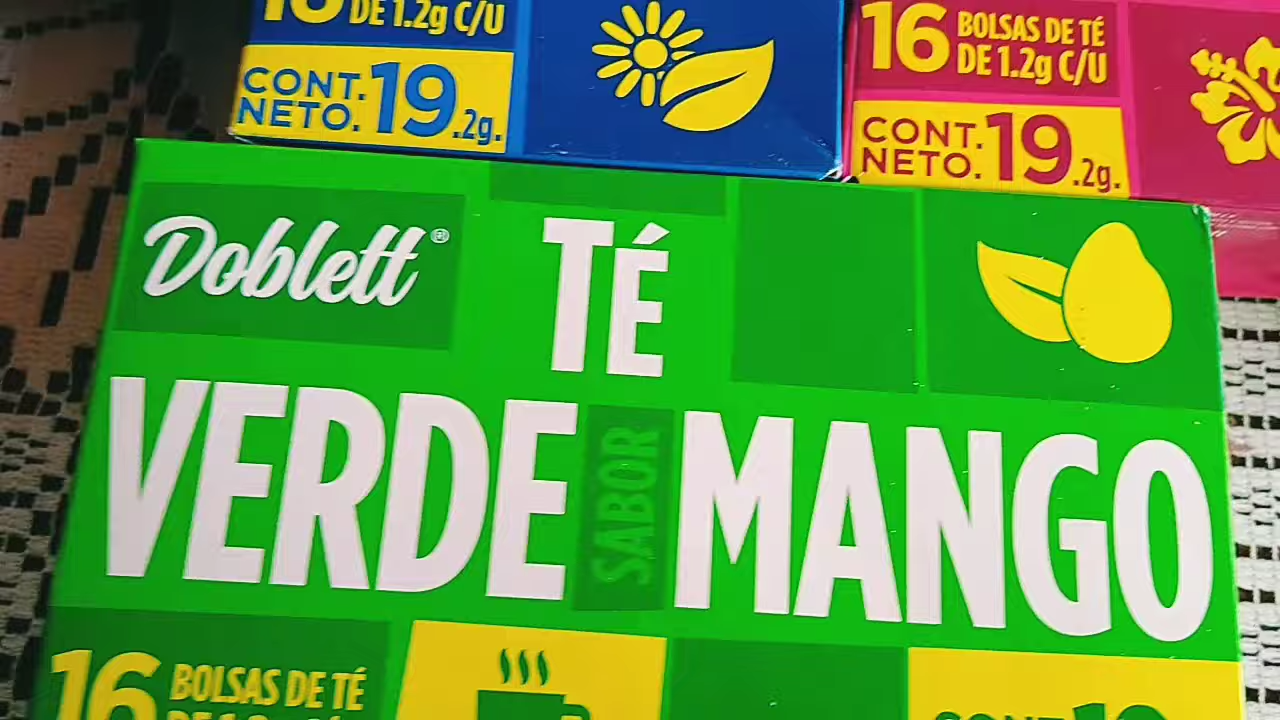 DE 1.2g C/U
CONT.
NETO. 19.2g.
16 BOLSAS DE TÉ
DE 1.2g C/U
CONT.
NETO. 19.2g.
Doblett®
TÉ
VERDE SABOR MANGO
16 BOLSAS DE TÉ